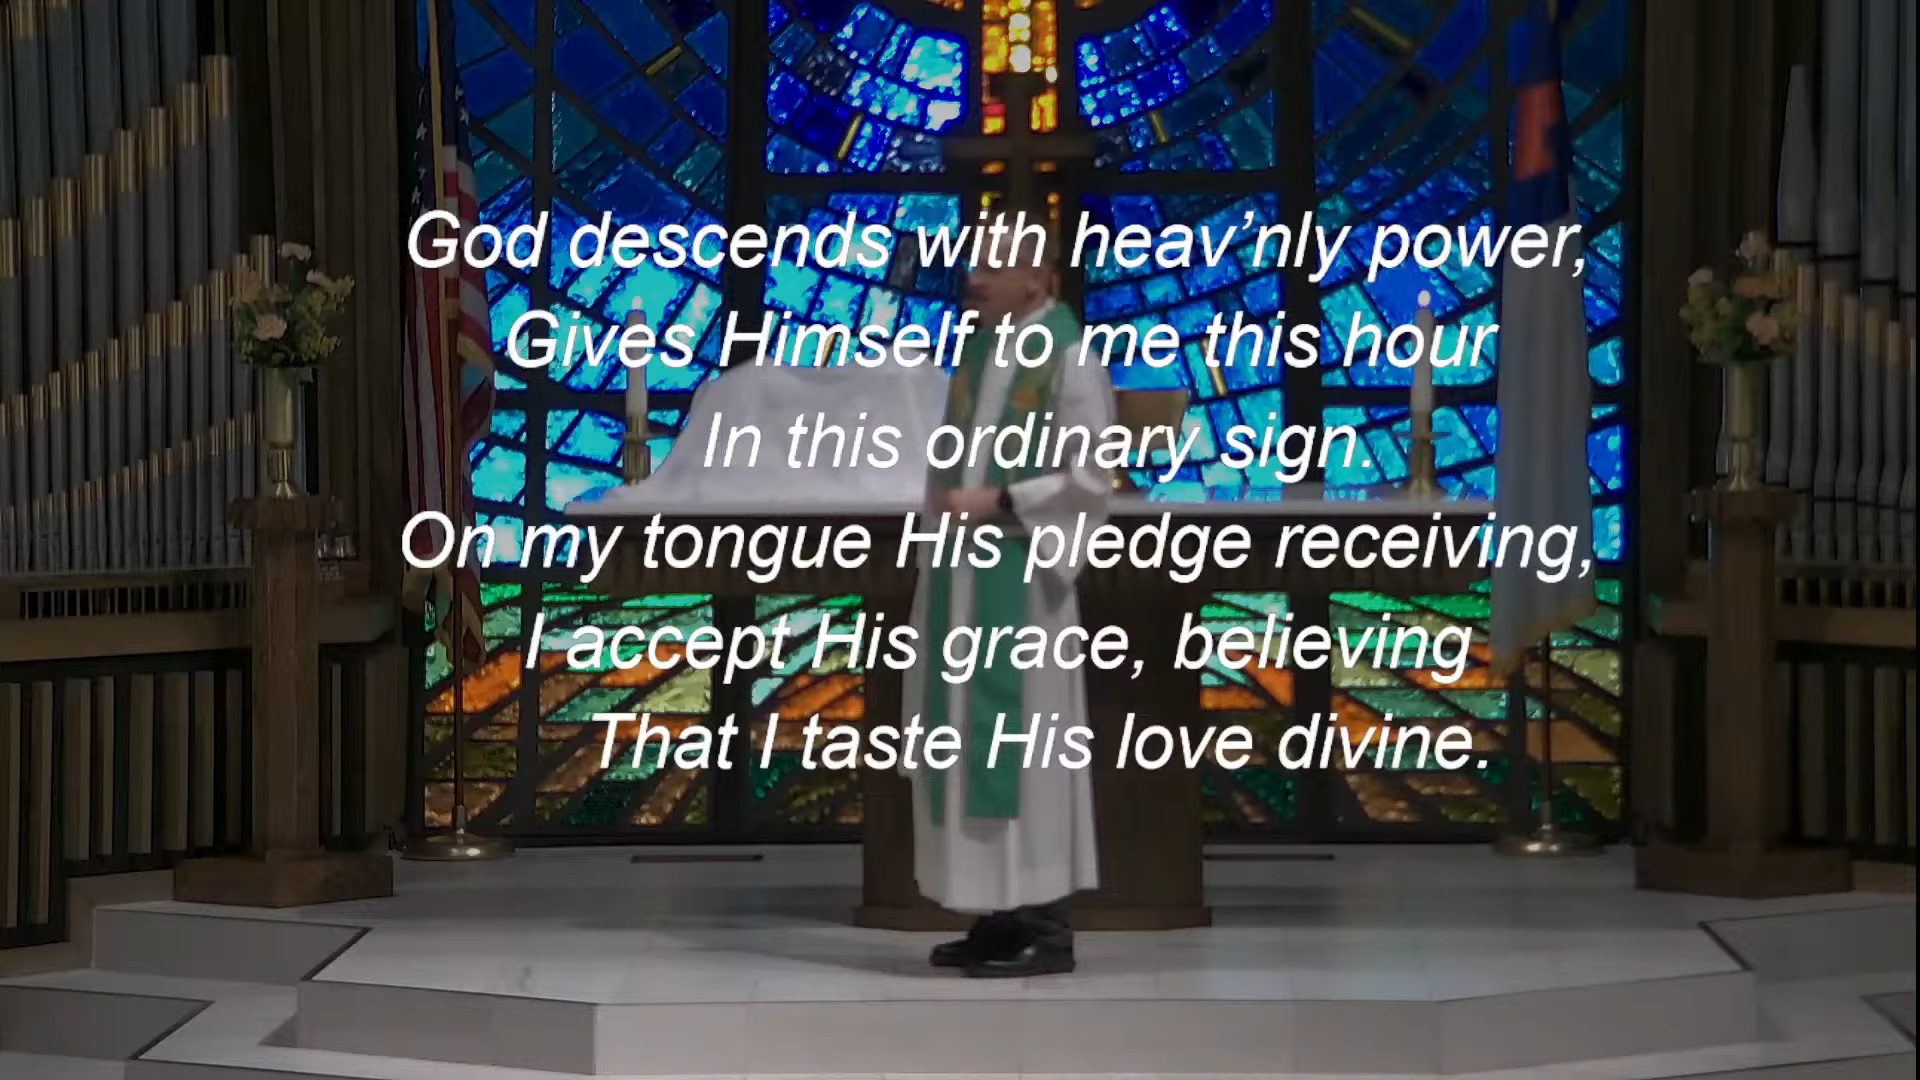 God descends with heav’nly power,
Gives Himself to me this hour
In this ordinary sign.
On my tongue His pledge receiving,
I accept His grace, believing
That I taste His love divine.